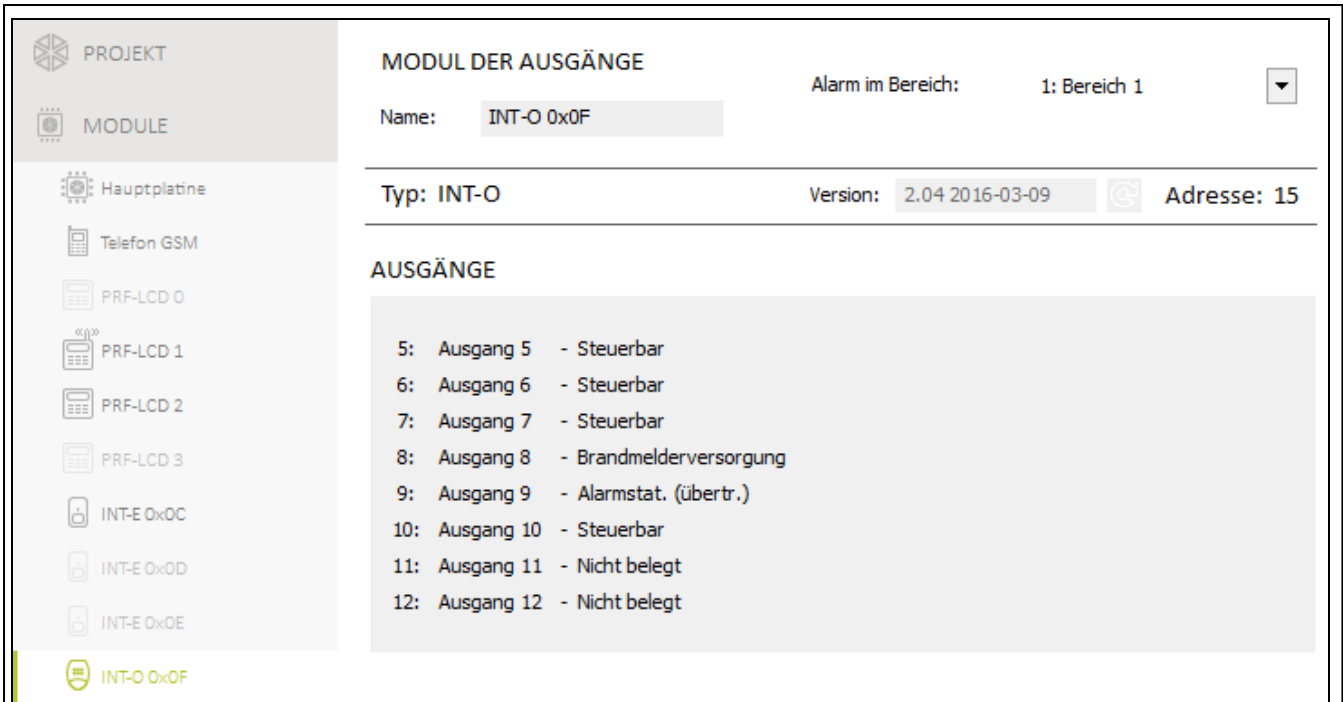 PROJEKT
MODULE
Hauptplatine
Telefon GSM
PRF-LCD 0
PRF-LCD 1
PRF-LCD 2
PRF-LCD 3
INT-E 0x0C
INT-E 0x0D
INT-E 0x0E
INT-O 0x0F
MODUL DER AUSGÄNGE
Alarm im Bereich: 1: Bereich 1
Name: INT-O 0x0F
Typ: INT-O Version: 2.04 2016-03-09 Adresse: 15
AUSGÄNGE
5: Ausgang 5 - Steuerbar
6: Ausgang 6 - Steuerbar
7: Ausgang 7 - Steuerbar
8: Ausgang 8 - Brandmelderversorgung
9: Ausgang 9 - Alarmstat. (übertr.)
10: Ausgang 10 - Steuerbar
11: Ausgang 11 - Nicht belegt
12: Ausgang 12 - Nicht belegt